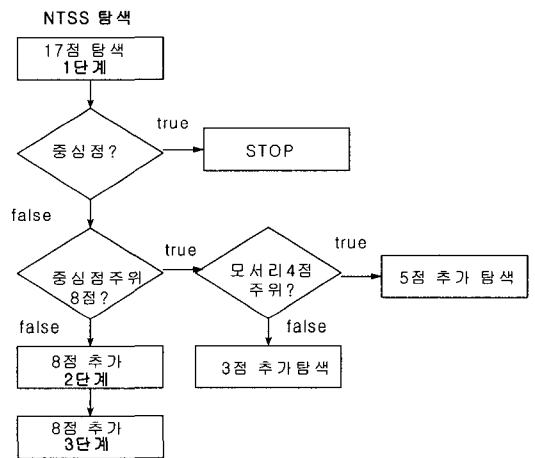 NTSS 탐색
17점 탐색
1단계
true
중심점?
STOP
false
true
true
중심점주위
8점?
모서리4점
주위?
5점 추가 탐색
false
false
8점 추가
2단계
3점 추가탐색
8점 추가
3단계